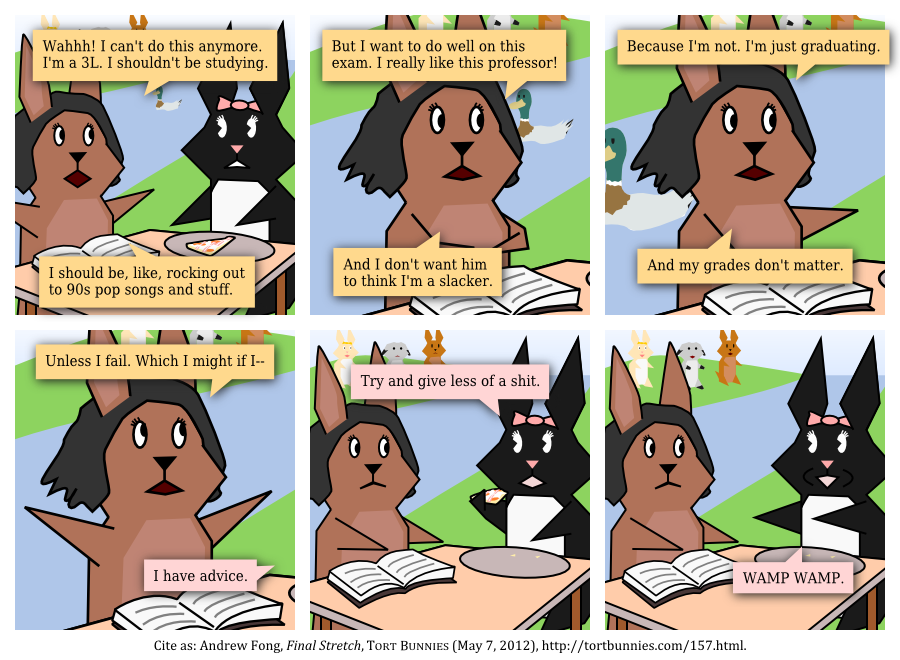 Wahhh! I can't do this anymore.
I'm a 3L. I shouldn't be studying.
I should be, like, rocking out
to 90s pop songs and stuff.
But I want to do well on this
exam. I really like this professor!
And I don't want him
to think I'm a slacker.
Because I'm not. I'm just graduating.
And my grades don't matter.
Unless I fail. Which I might if I--
I have advice.
Try and give less of a shit.
WAMP WAMP.
Cite as: Andrew Fong, Final Stretch, TORT BUNNIES (May 7, 2012), http://tortbunnies.com/157.html.